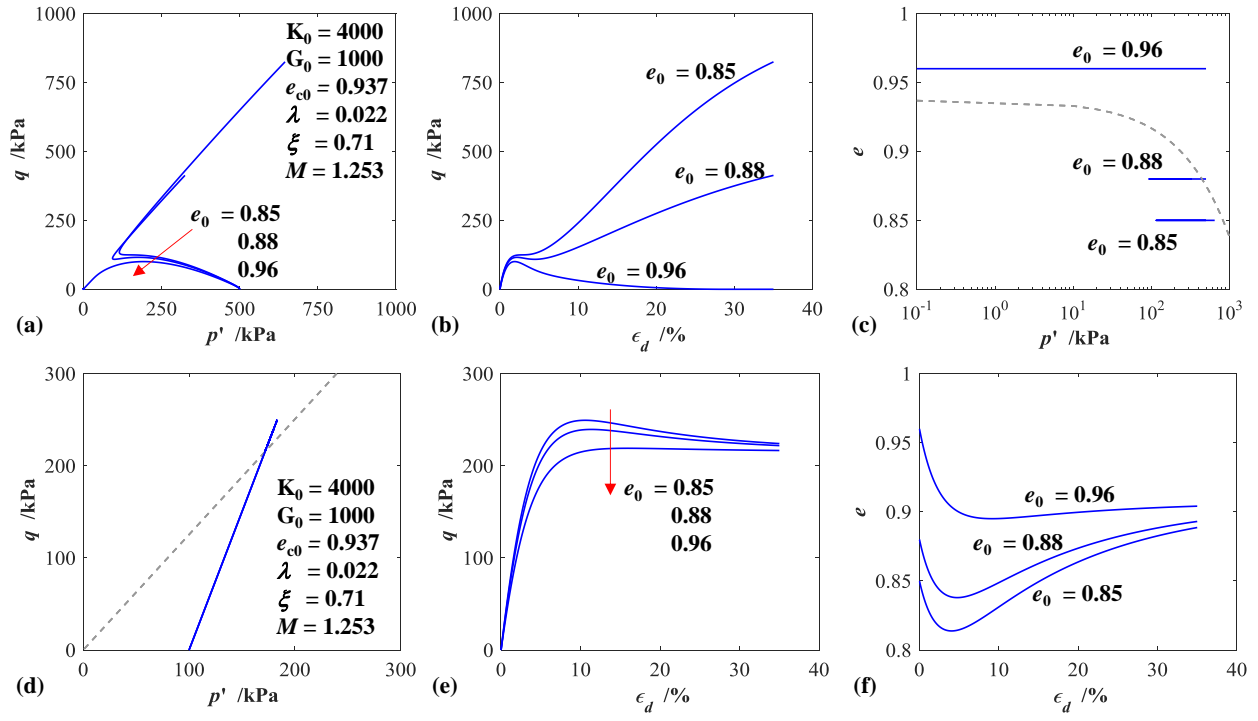 1000
750
500
250
0
q /kPa
K0 = 4000
G0 = 1000
ec0 = 0.937
λ = 0.022
ξ = 0.71
M = 1.253
e0 = 0.85
0.88
0.96
0 250 500 750 1000
p' /kPa
(a)
1000
750
500
250
0
q /kPa
e0 = 0.85
e0 = 0.88
e0 = 0.96
0 10 20 30 40
ϵd /%
(b)
1
0.95
0.9
0.85
0.8
e
e0 = 0.96
e0 = 0.88
e0 = 0.85
10-1 100 101 102 103
p' /kPa
(c)
300
200
100
0
q /kPa
K0 = 4000
G0 = 1000
ec0 = 0.937
λ = 0.022
ξ = 0.71
M = 1.253
0 100 200 300
p' /kPa
(d)
300
200
100
0
q /kPa
e0 = 0.85
0.88
0.96
0 10 20 30 40
ϵd /%
(e)
1
0.95
0.9
0.85
0.8
e
e0 = 0.96
e0 = 0.88
e0 = 0.85
0 10 20 30 40
ϵd /%
(f)